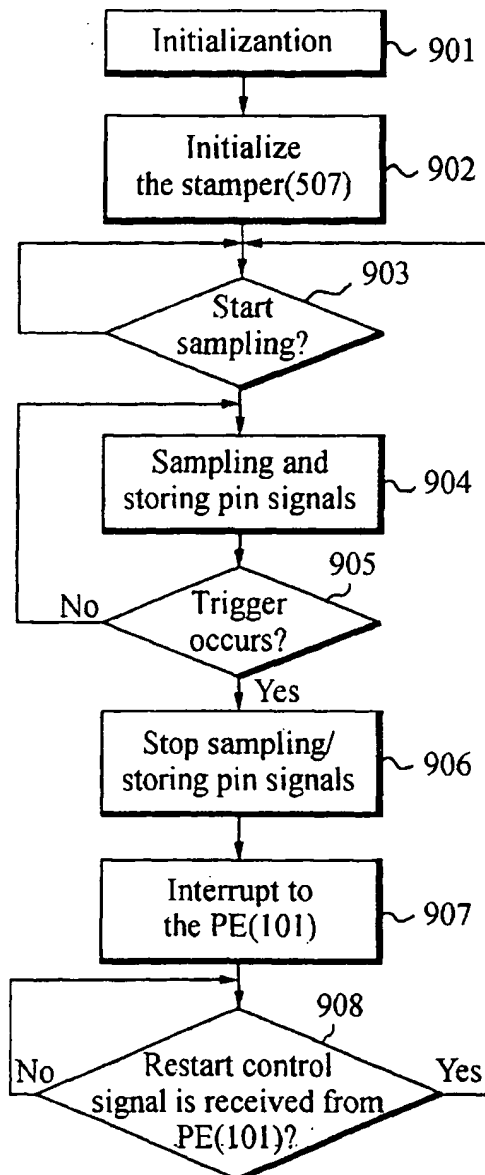 Initializantion
901
Initialize
the stamper(507)
902
903
Start
sampling?
Sampling and
storing pin signals
904
905
No
Trigger
occurs?
Yes
Stop sampling/
storing pin signals
906
Interrupt to
the PE(101)
907
908
No
Restart control
signal is received from
PE(101)?
Yes